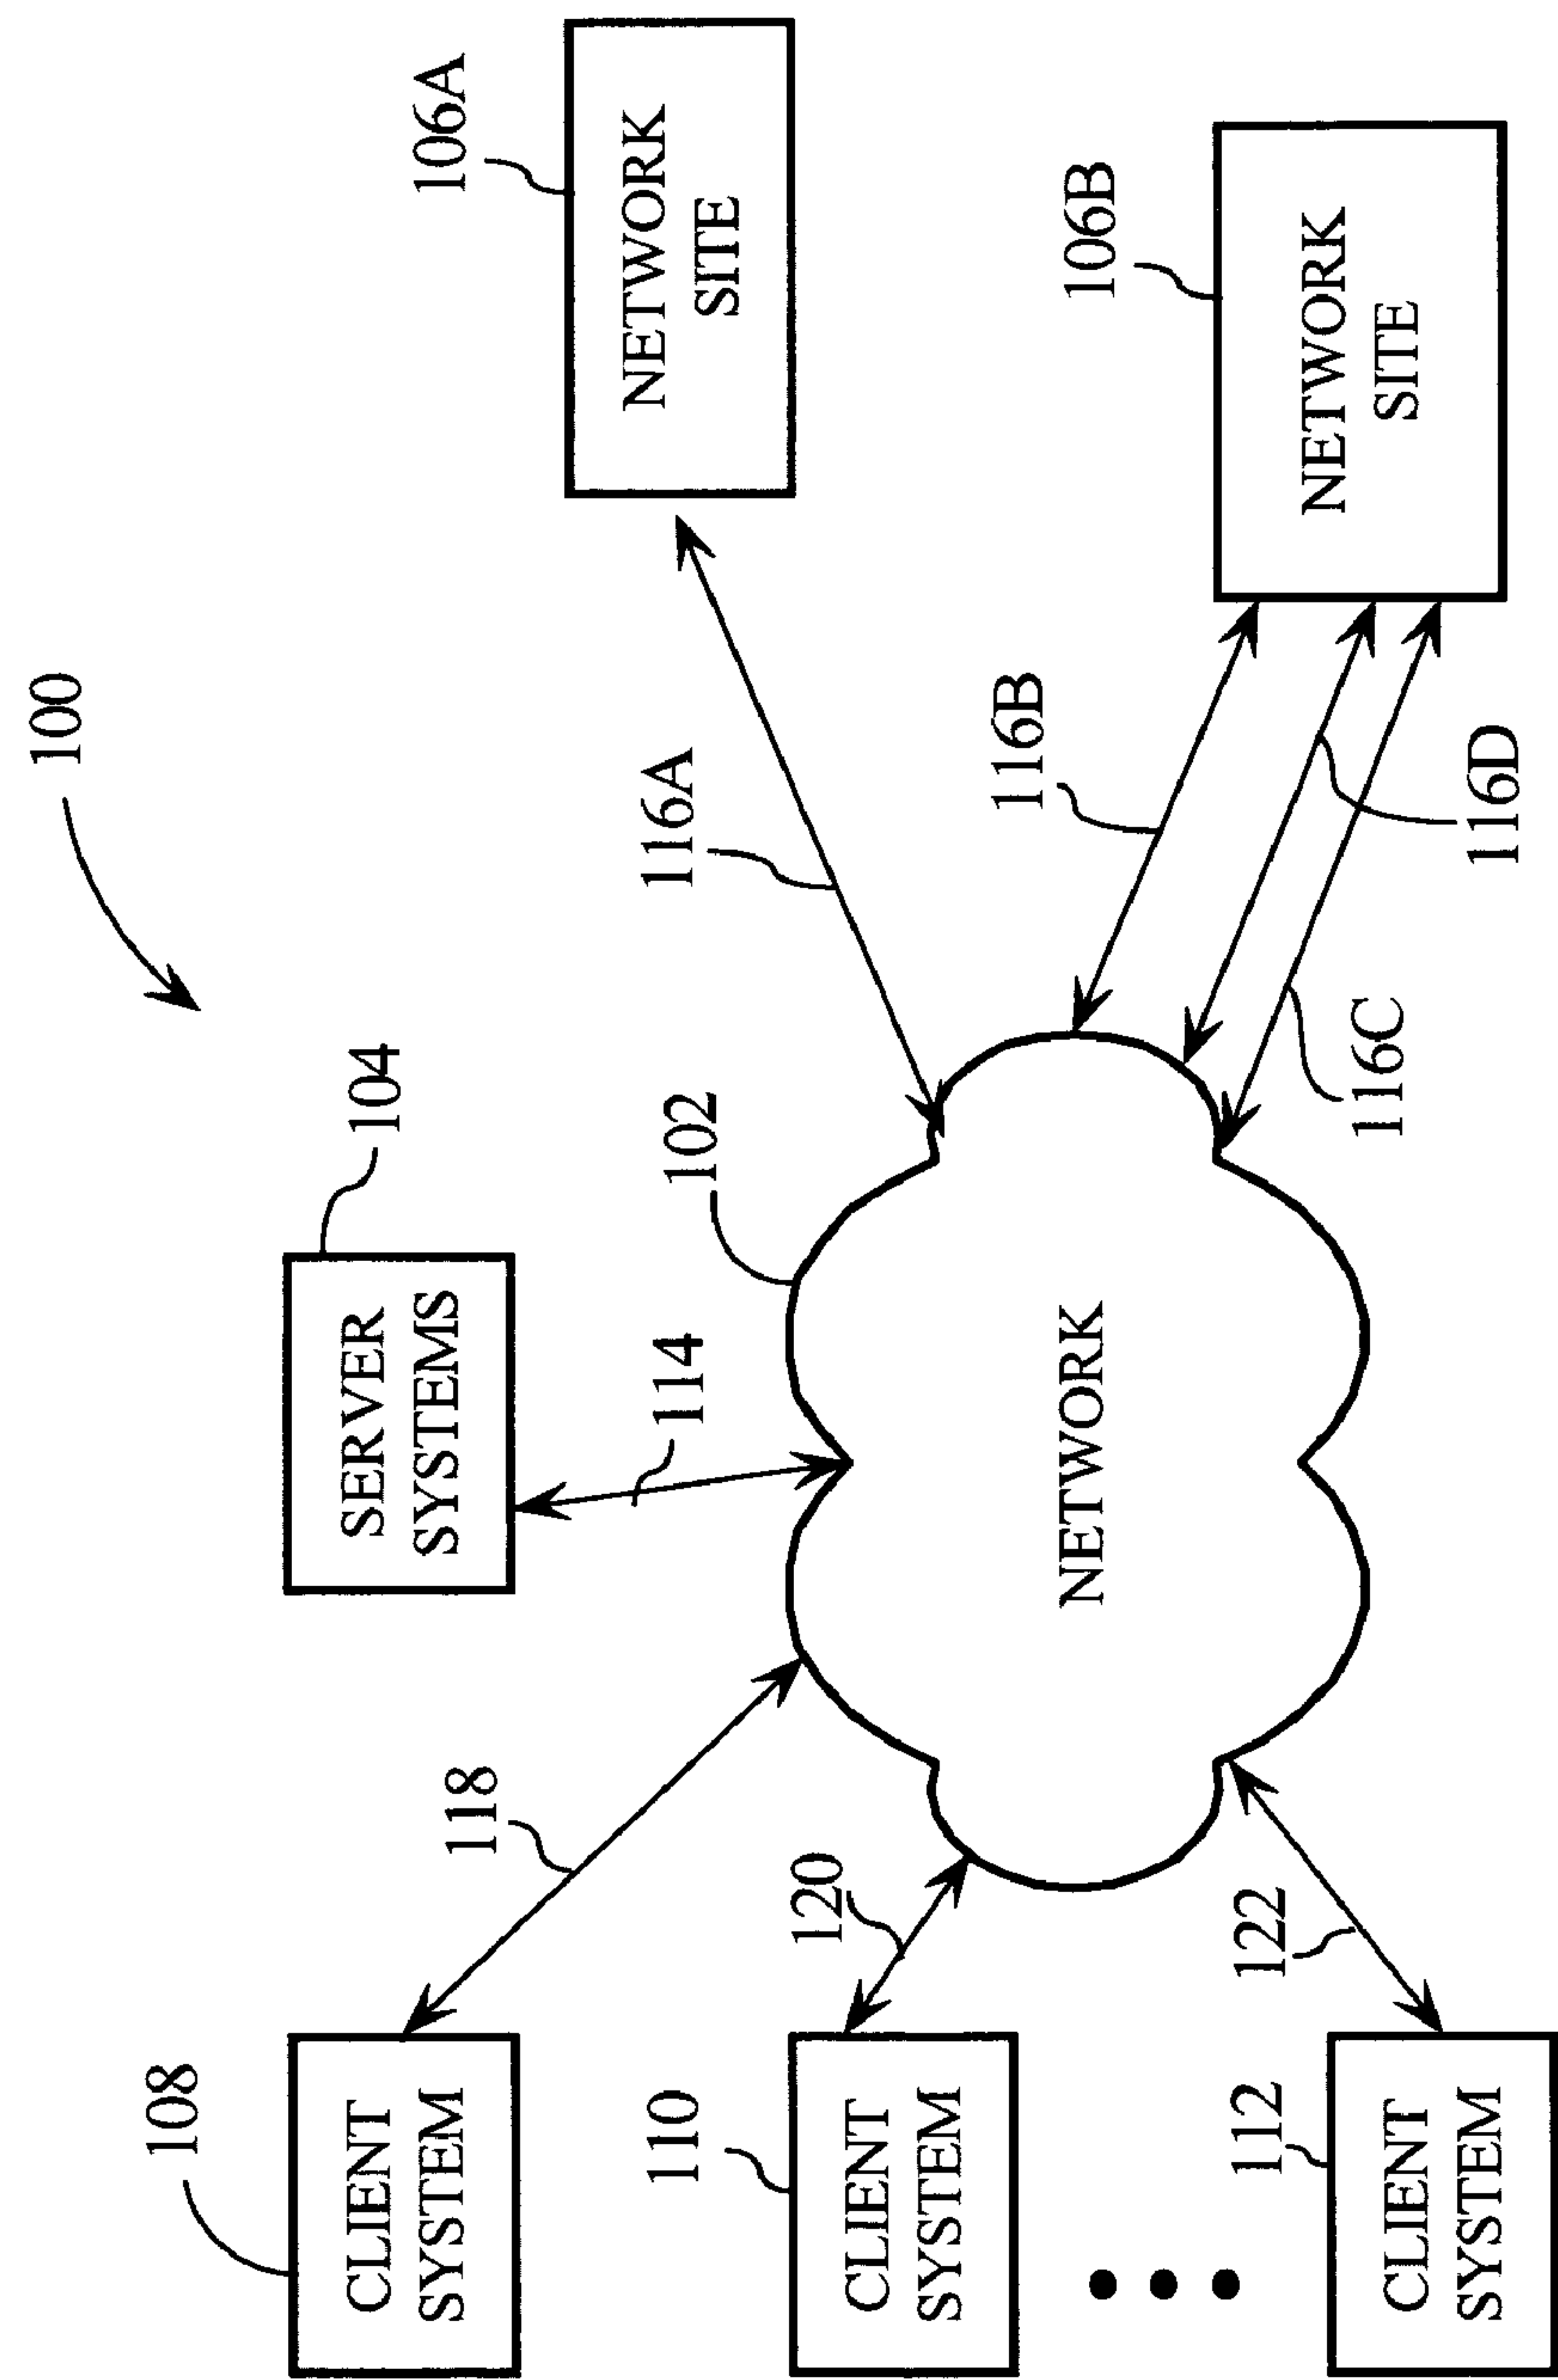 100
108
CLIENT
SYSTEM
118
SERVER
SYSTEMS
104
114
102
116A
106A
NETWORK
SITE
110
CLIENT
SYSTEM
120
NETWORK
116B
106B
NETWORK
SITE
112
CLIENT
SYSTEM
122
116C
116D